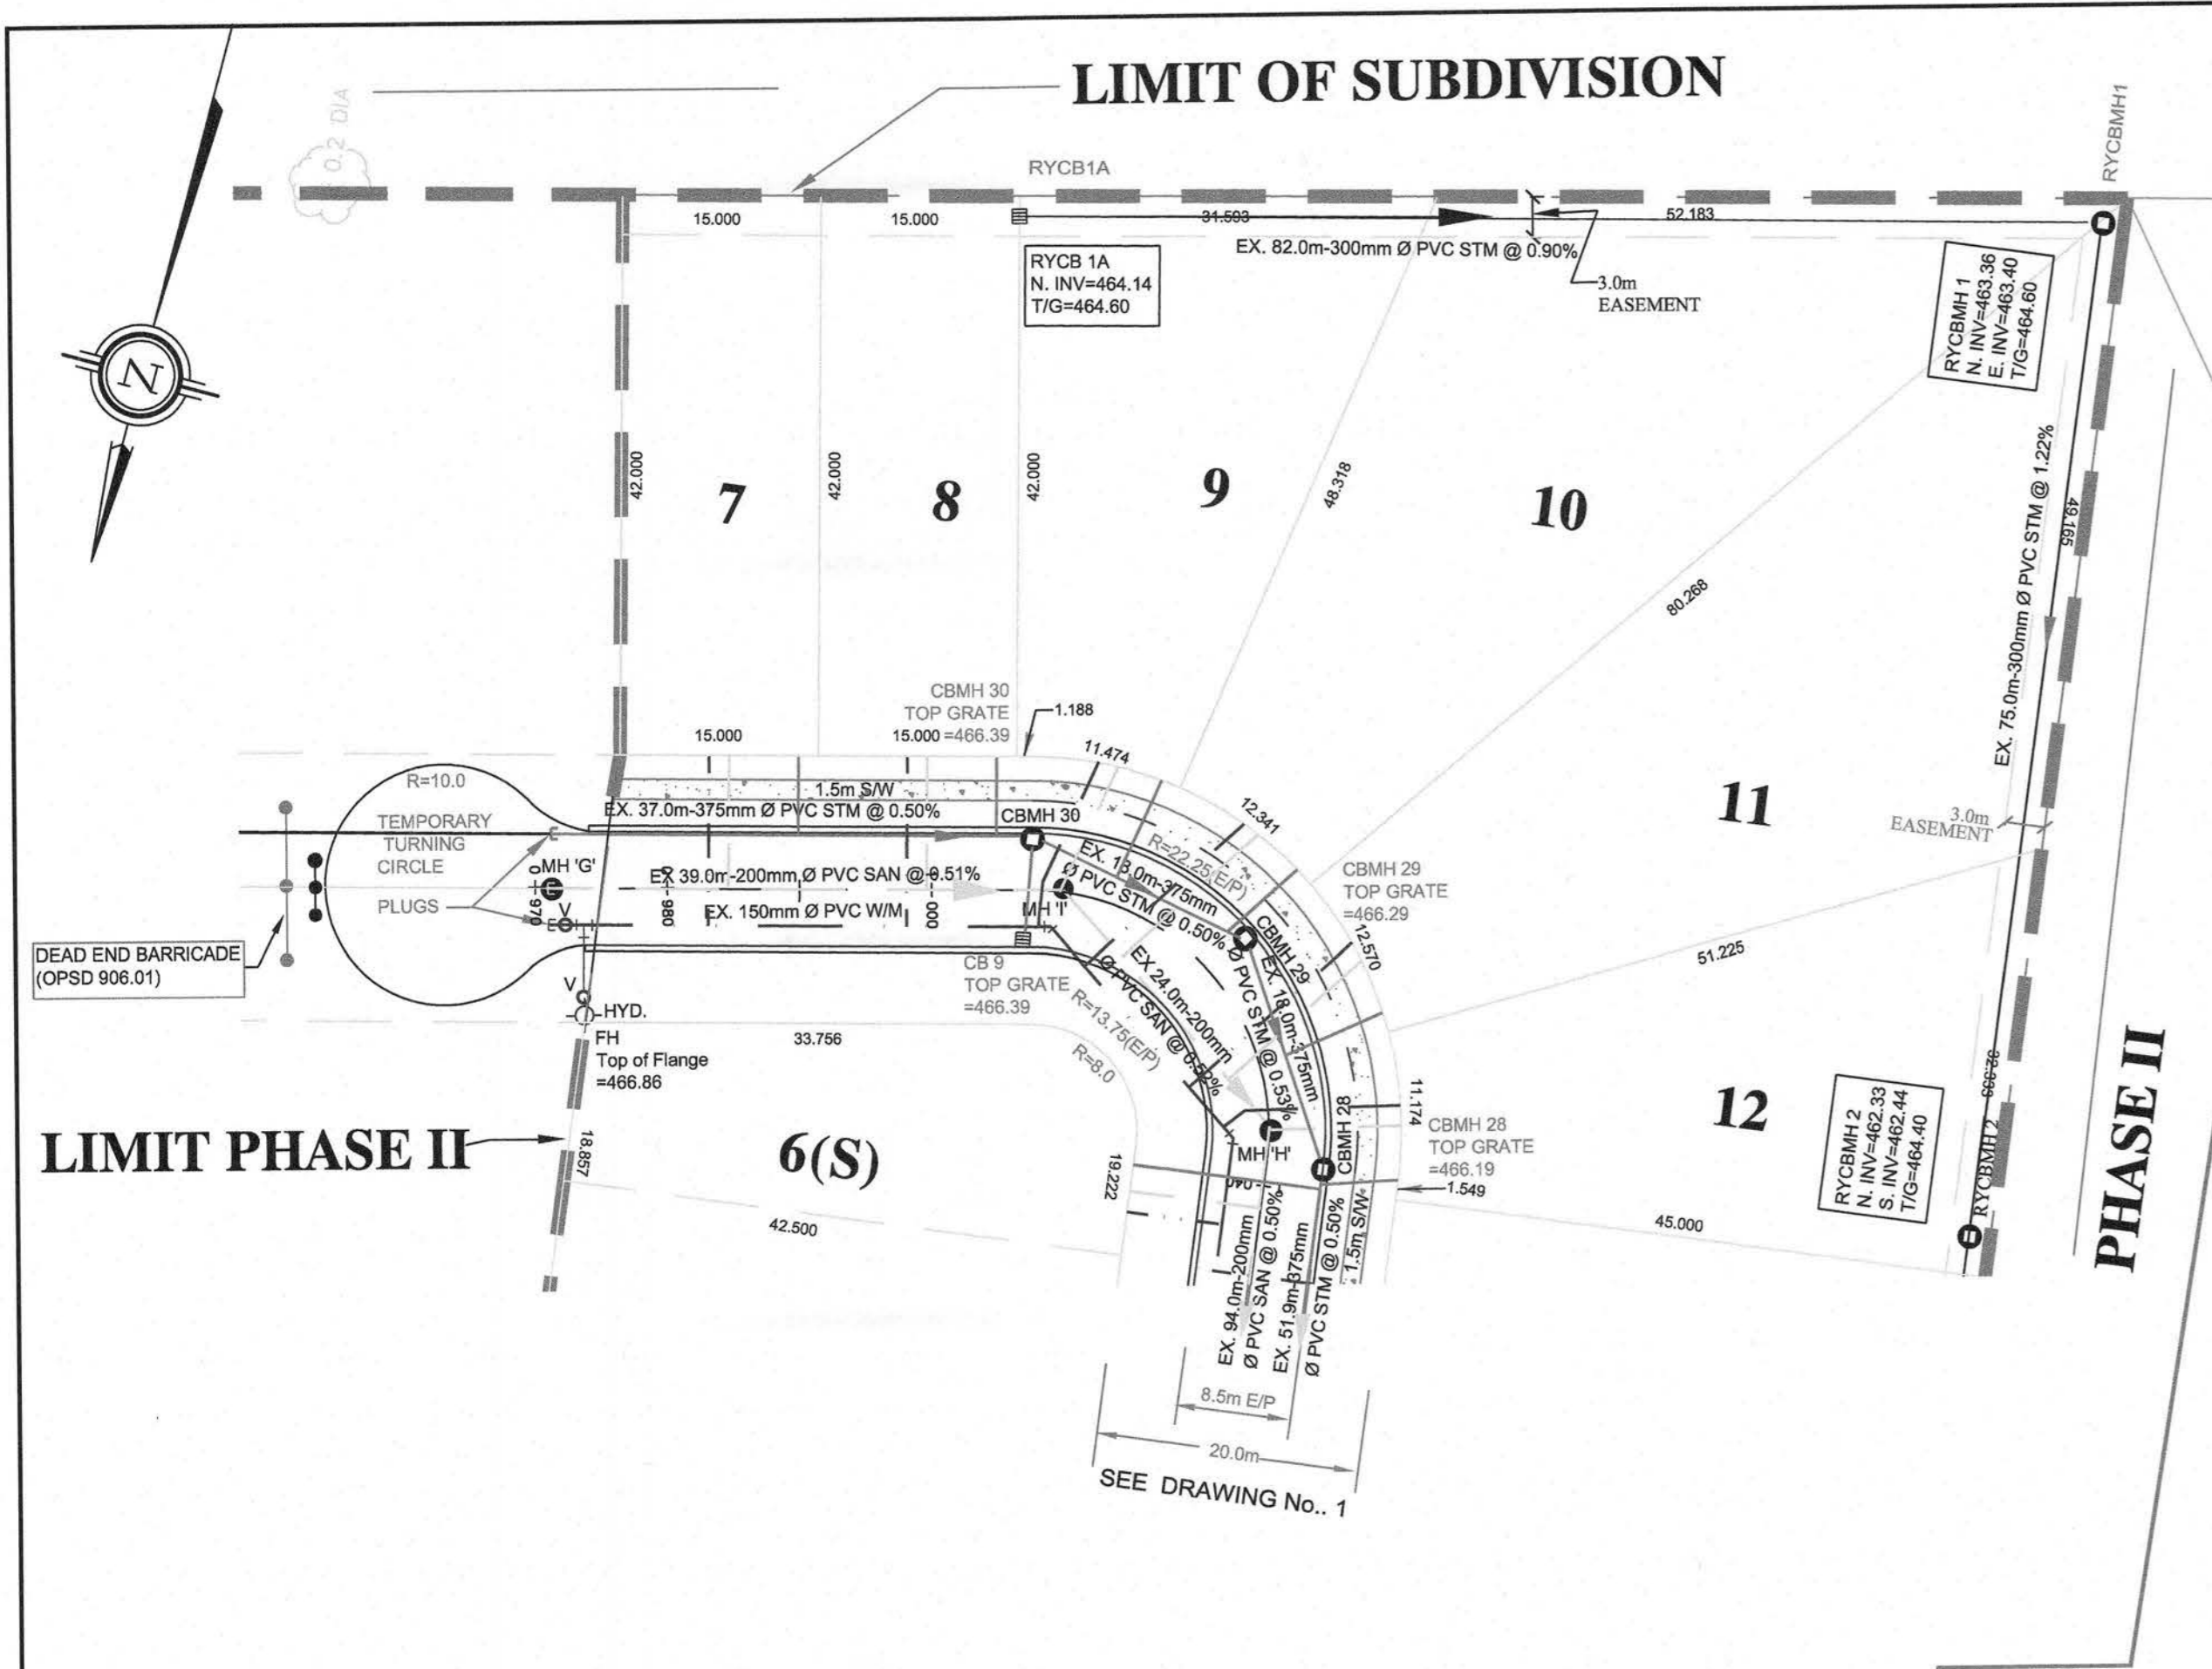 LIMIT OF SUBDIVISION
0.2 DIA
RYCB1A
RYCBMH1
15.000
15.000
31.593
52.183
EX. 82.0m-300mm Ø PVC STM @ 0.90%
RYCB 1A
N. INV=464.14
T/G=464.60
3.0m
EASEMENT
RYCBMH 1
N. INV=463.36
E. INV=463.40
T/G=464.60
N
42.000
7
42.000
8
42.000
9
48.318
10
EX. 75.0m-300mm Ø PVC STM @ 1.22%
49.165
80.268
CBMH 30
TOP GRATE
=466.39
1.188
15.000
15.000
11.474
R=10.0
1.5m S/W
EX. 37.0m-375mm Ø PVC STM @ 0.50%
CBMH 30
12.341
11
3.0m
EASEMENT
TEMPORARY
TURNING
CIRCLE
PLUGS
MH 'G'
970
V
EX 39.0m-200mm Ø PVC SAN @ 0.51%
980
EX. 150mm Ø PVC W/M
000
MH 'I'
EX. 13.0m-375mm
Ø PVC STM @ 0.50%
R=22.25(E/P)
CBMH 29
TOP GRATE
=466.29
CBMH 29
12.570
51.225
DEAD END BARRICADE
(OPSD 906.01)
V
HYD.
FH
Top of Flange
=466.86
33.756
CB 9
TOP GRATE
=466.39
R=13.75(E/P)
R=8.0
EX 24.0m-200mm
Ø PVC SAN @ 0.52%
EX. 18.0m-375mm
Ø PVC STM @ 0.53%
CBMH 28
11.174
CBMH 28
TOP GRATE
=466.19
1.549
12
RYCBMH 2
N. INV=462.33
S. INV=462.44
T/G=464.40
RYCBMH 2
PHASE II
LIMIT PHASE II
18.857
6(S)
42.500
19.222
MH 'H'
040
1.5m S/W
45.000
EX. 94.0m-200mm
Ø PVC SAN @ 0.50%
EX. 51.9m-375mm
Ø PVC STM @ 0.50%
8.5m E/P
20.0m
SEE DRAWING No.. 1